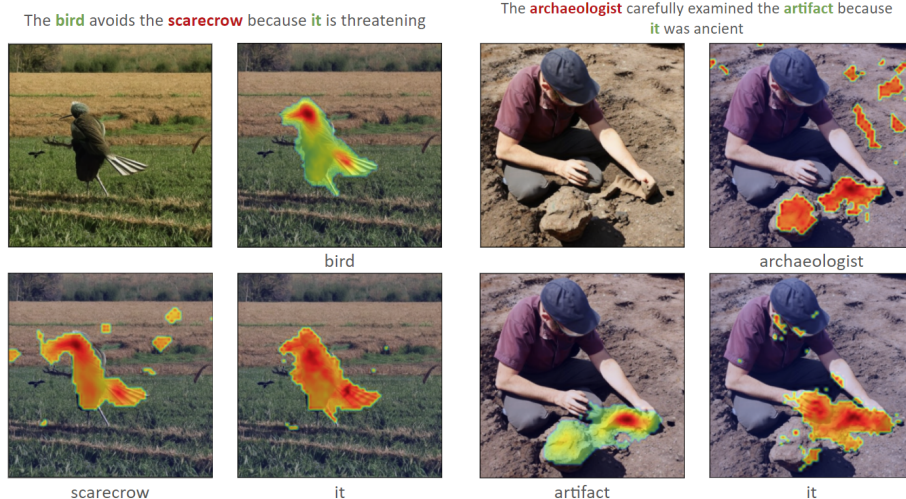 The bird avoids the scarecrow because it is threatening
The archaeologist carefully examined the artifact because
it was ancient
bird
archaeologist
scarecrow
it
artifact
it